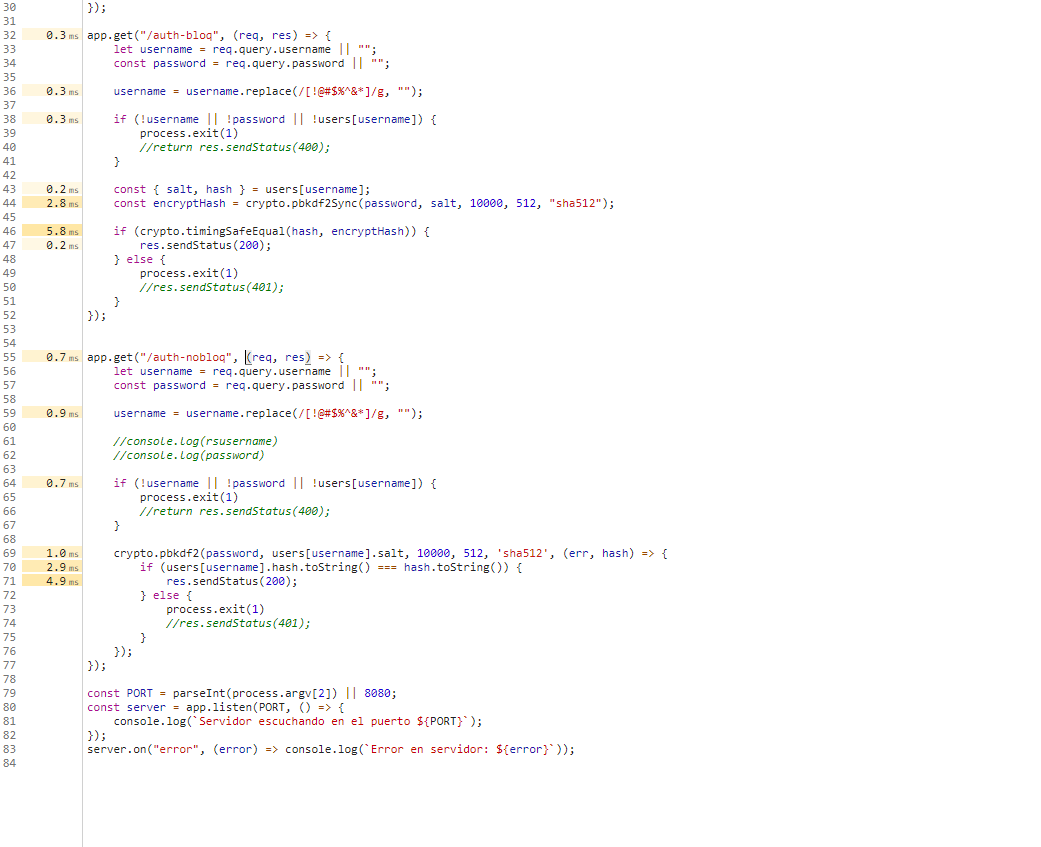 30 });
31
32 0.3 ms app.get("/auth-bloq", (req, res) => {
33 let username = req.query.username || "";
34 const password = req.query.password || "";
35
36 0.3 ms username = username.replace(/[!@#$%^&*]/g, "");
37
38 0.3 ms if (!username || !password || !users[username]) {
39 process.exit(1)
40 //return res.sendStatus(400);
41 }
42
43 0.2 ms const { salt, hash } = users[username];
44 2.8 ms const encryptHash = crypto.pbkdf2Sync(password, salt, 10000, 512, "sha512");
45
46 5.8 ms if (crypto.timingSafeEqual(hash, encryptHash)) {
47 0.2 ms res.sendStatus(200);
48 } else {
49 process.exit(1)
50 //res.sendStatus(401);
51 }
52 });
53
54
55 0.7 ms app.get("/auth-nobloq", (req, res) => {
56 let username = req.query.username || "";
57 const password = req.query.password || "";
58
59 0.9 ms username = username.replace(/[!@#$%^&*]/g, "");
60
61 //console.log(rsusername)
62 //console.log(password)
63
64 0.7 ms if (!username || !password || !users[username]) {
65 process.exit(1)
66 //return res.sendStatus(400);
67 }
68
69 1.0 ms crypto.pbkdf2(password, users[username].salt, 10000, 512, 'sha512', (err, hash) => {
70 2.9 ms if (users[username].hash.toString() === hash.toString()) {
71 4.9 ms res.sendStatus(200);
72 } else {
73 process.exit(1)
74 //res.sendStatus(401);
75 }
76 });
77 });
78
79 const PORT = parseInt(process.argv[2]) || 8080;
80 const server = app.listen(PORT, () => {
81 console.log(`Servidor escuchando en el puerto ${PORT}`);
82 });
83 server.on("error", (error) => console.log(`Error en servidor: ${error}`));
84